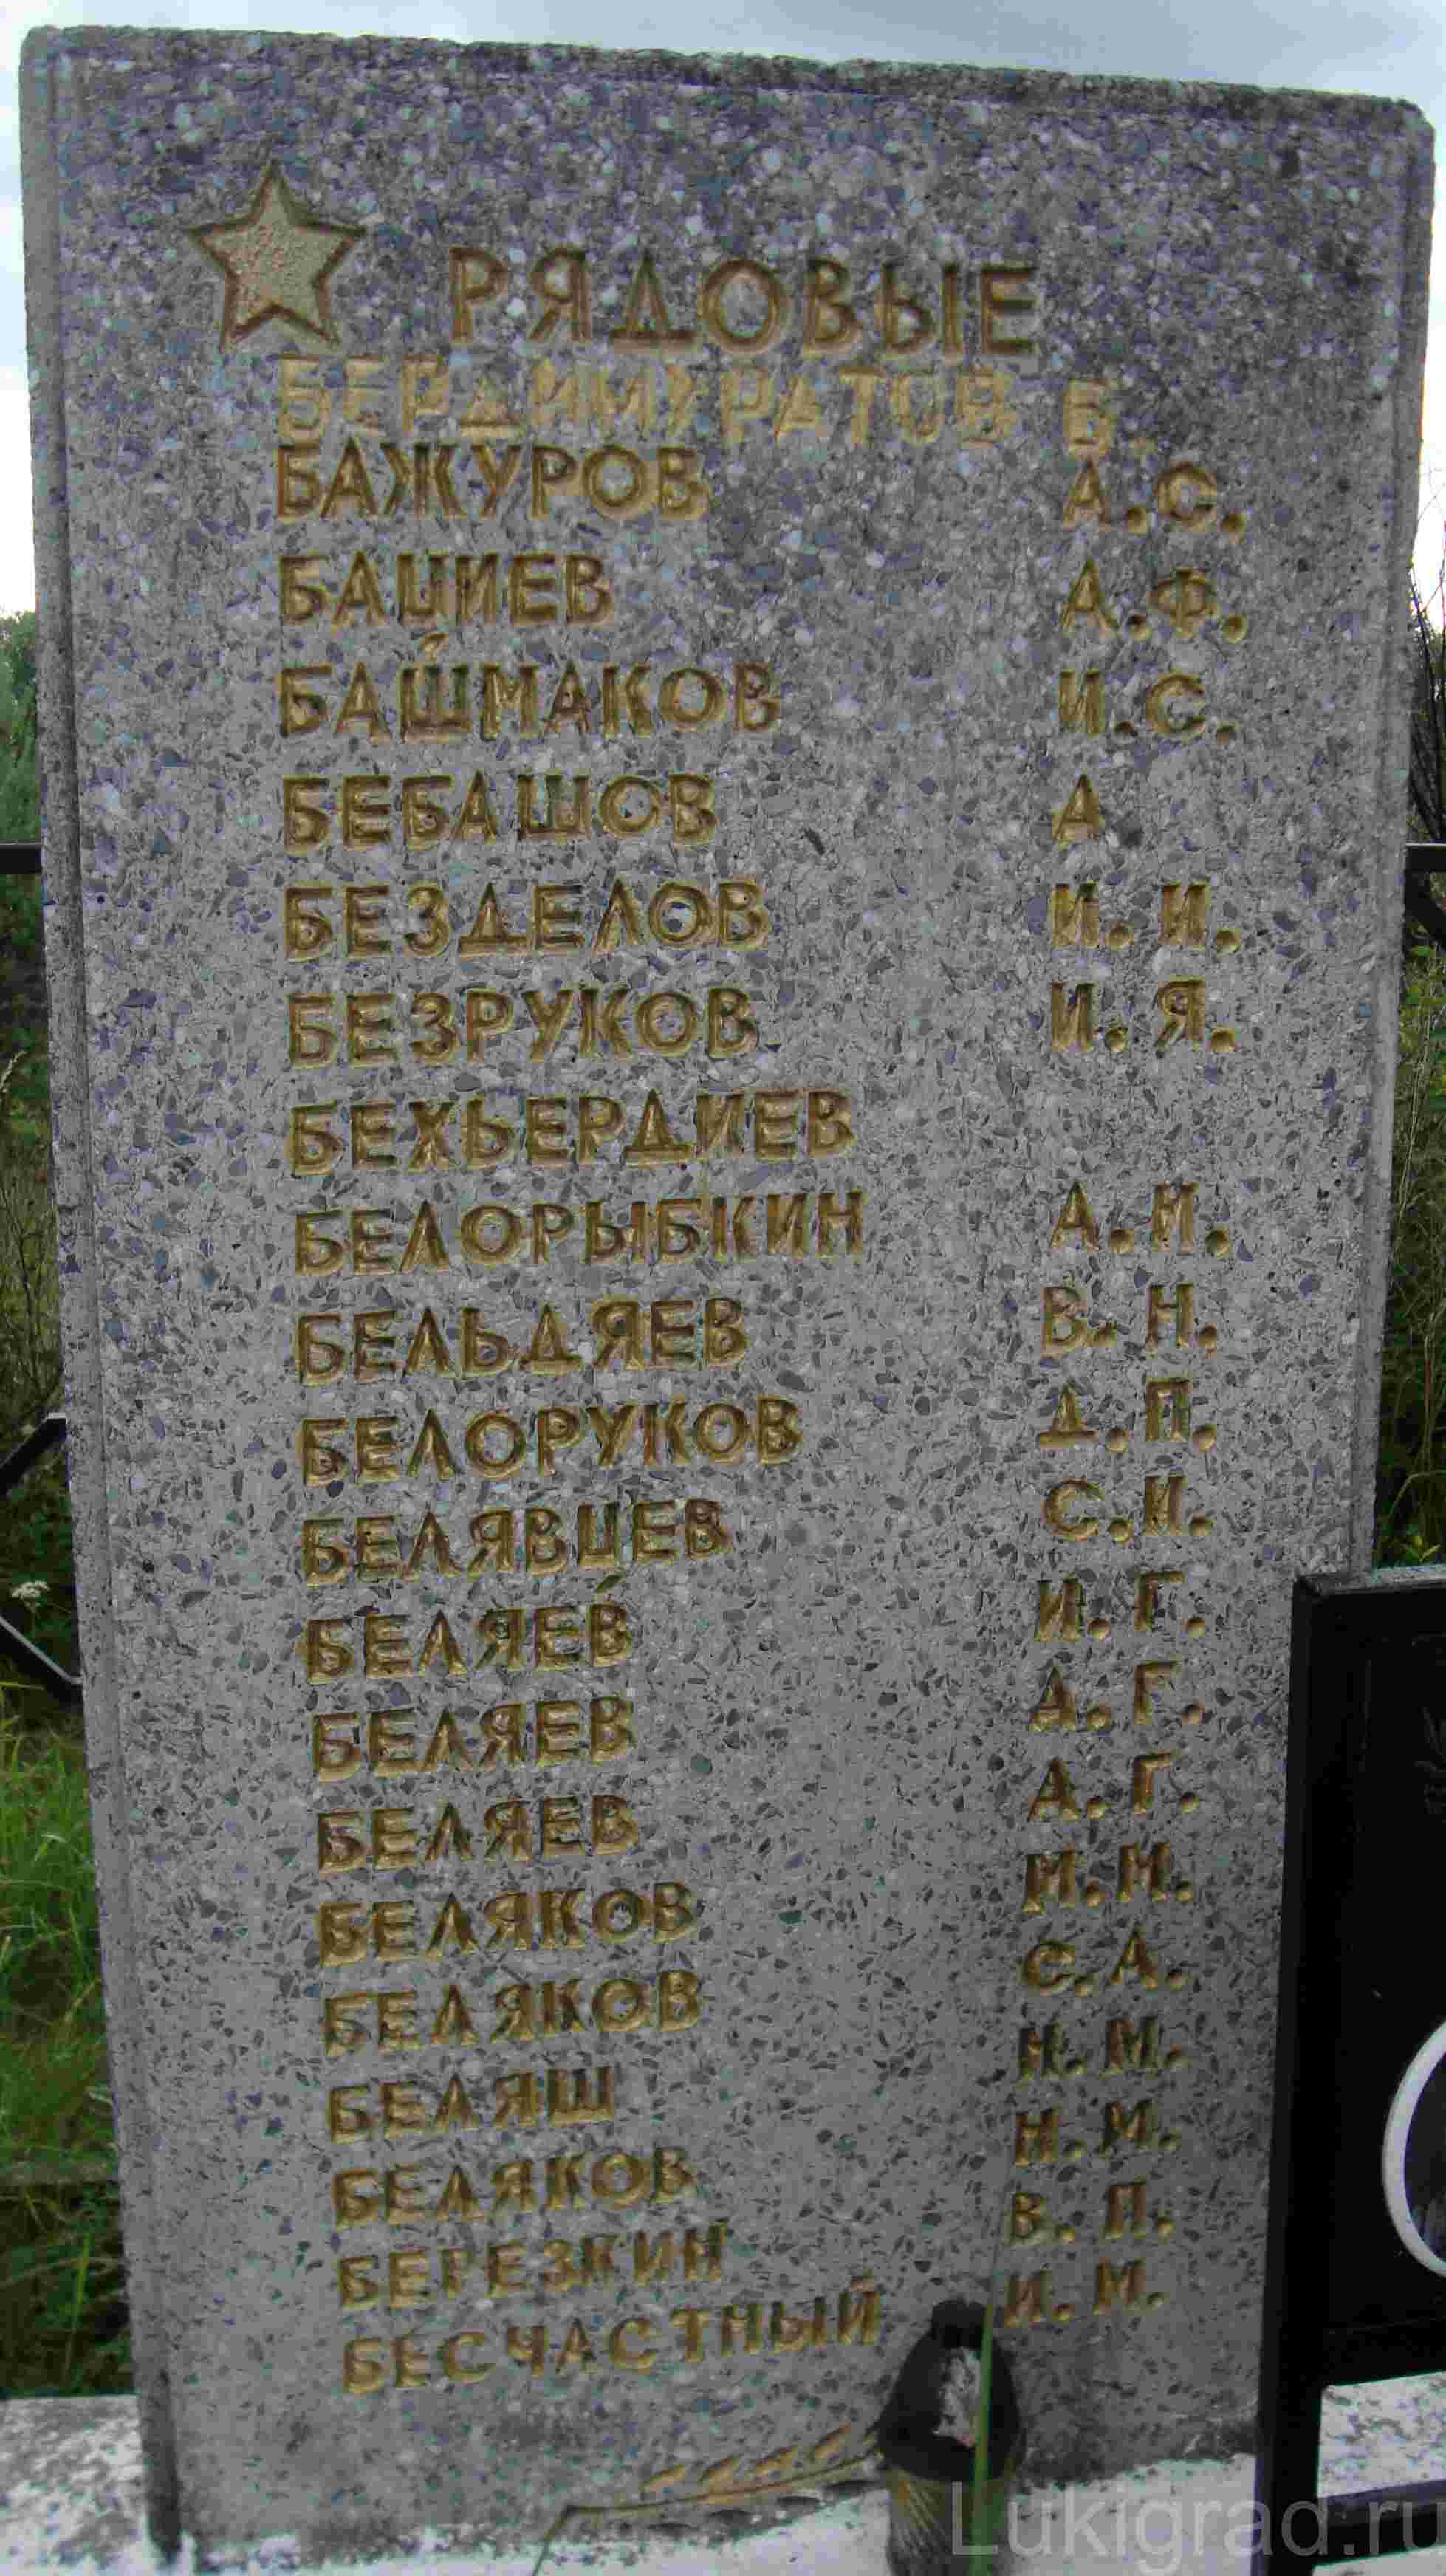 РЯДОВЫЕ
БЕРДИМУРАТОВ Б.
БАЖУРОВ А.С.
БАЦИЕВ А.Ф.
БАШМАКОВ И.С.
БЕБАШОВ А
БЕЗДЕЛОВ И.И.
БЕЗРУКОВ И.Я.
БЕХЬЕРДИЕВ
БЕЛОРЫБКИН А.И.
БЕЛЬДЯЕВ В.Н.
БЕЛОРУКОВ Д.П.
БЕЛЯВЦЕВ С.И.
БЕЛЯЕВ И.Г.
БЕЛЯЕВ Д.Г.
БЕЛЯЕВ А.Г.
БЕЛЯКОВ М.М.
БЕЛЯКОВ С.А.
БЕЛЯШ Н.М.
БЕЛЯКОВ Н.М.
БЕРЕЗКИН В.П.
БЕСЧАСТНЫЙ И.М.
Lukigrad.ru